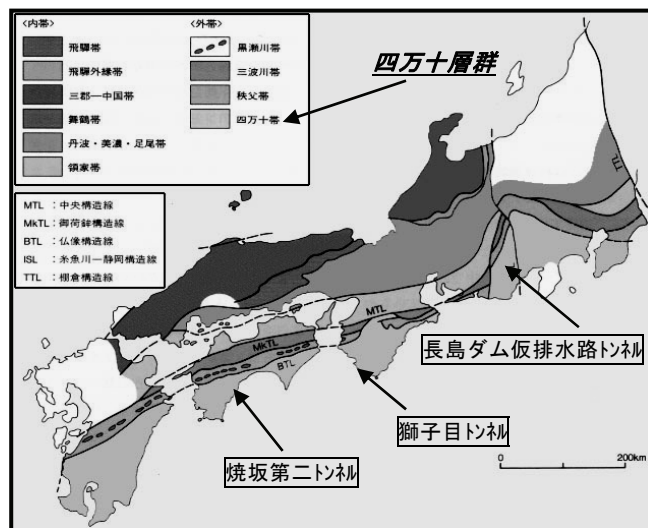 <内帯>
飛騨帯
飛騨外縁帯
三郡―中国帯
舞鶴帯
丹波・美濃・足尾帯
領家帯
<外帯>
黒瀬川帯
三波川帯
秩父帯
四万十帯
四万十層群
MTL ：中央構造線
MkTL：御荷鉾構造線
BTL ：仏像構造線
ISL ：糸魚川―静岡構造線
TTL ：棚倉構造線
TTL
MTL
MkTL
BTL
長島ダム仮排水路トンネル
獅子目トンネル
焼坂第二トンネル
0 200km